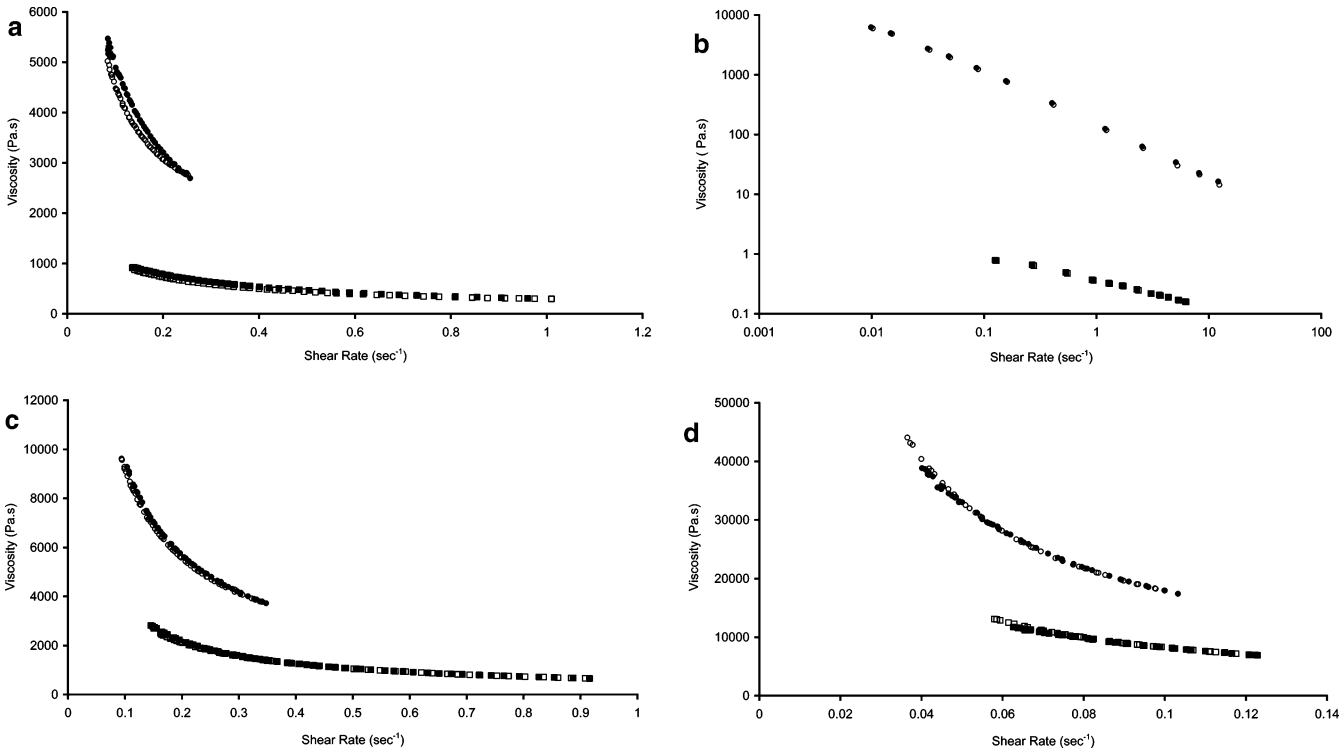 a
6000
5000
4000
3000
2000
1000
0
Viscosity (Pa.s)
0 0.2 0.4 0.6 0.8 1 1.2
Shear Rate (sec⁻¹)
b
10000
1000
100
10
1
0.1
Viscosity ( Pa.s)
0.001 0.01 0.1 1 10 100
Shear Rate (sec⁻¹)
c
12000
10000
8000
6000
4000
2000
0
Viscosity (Pa.s)
0 0.1 0.2 0.3 0.4 0.5 0.6 0.7 0.8 0.9 1
Shear Rate (sec⁻¹)
d
50000
40000
30000
20000
10000
0
Viscosity (Pa.s)
0 0.02 0.04 0.06 0.08 0.1 0.12 0.14
Shear Rate (sec⁻¹)